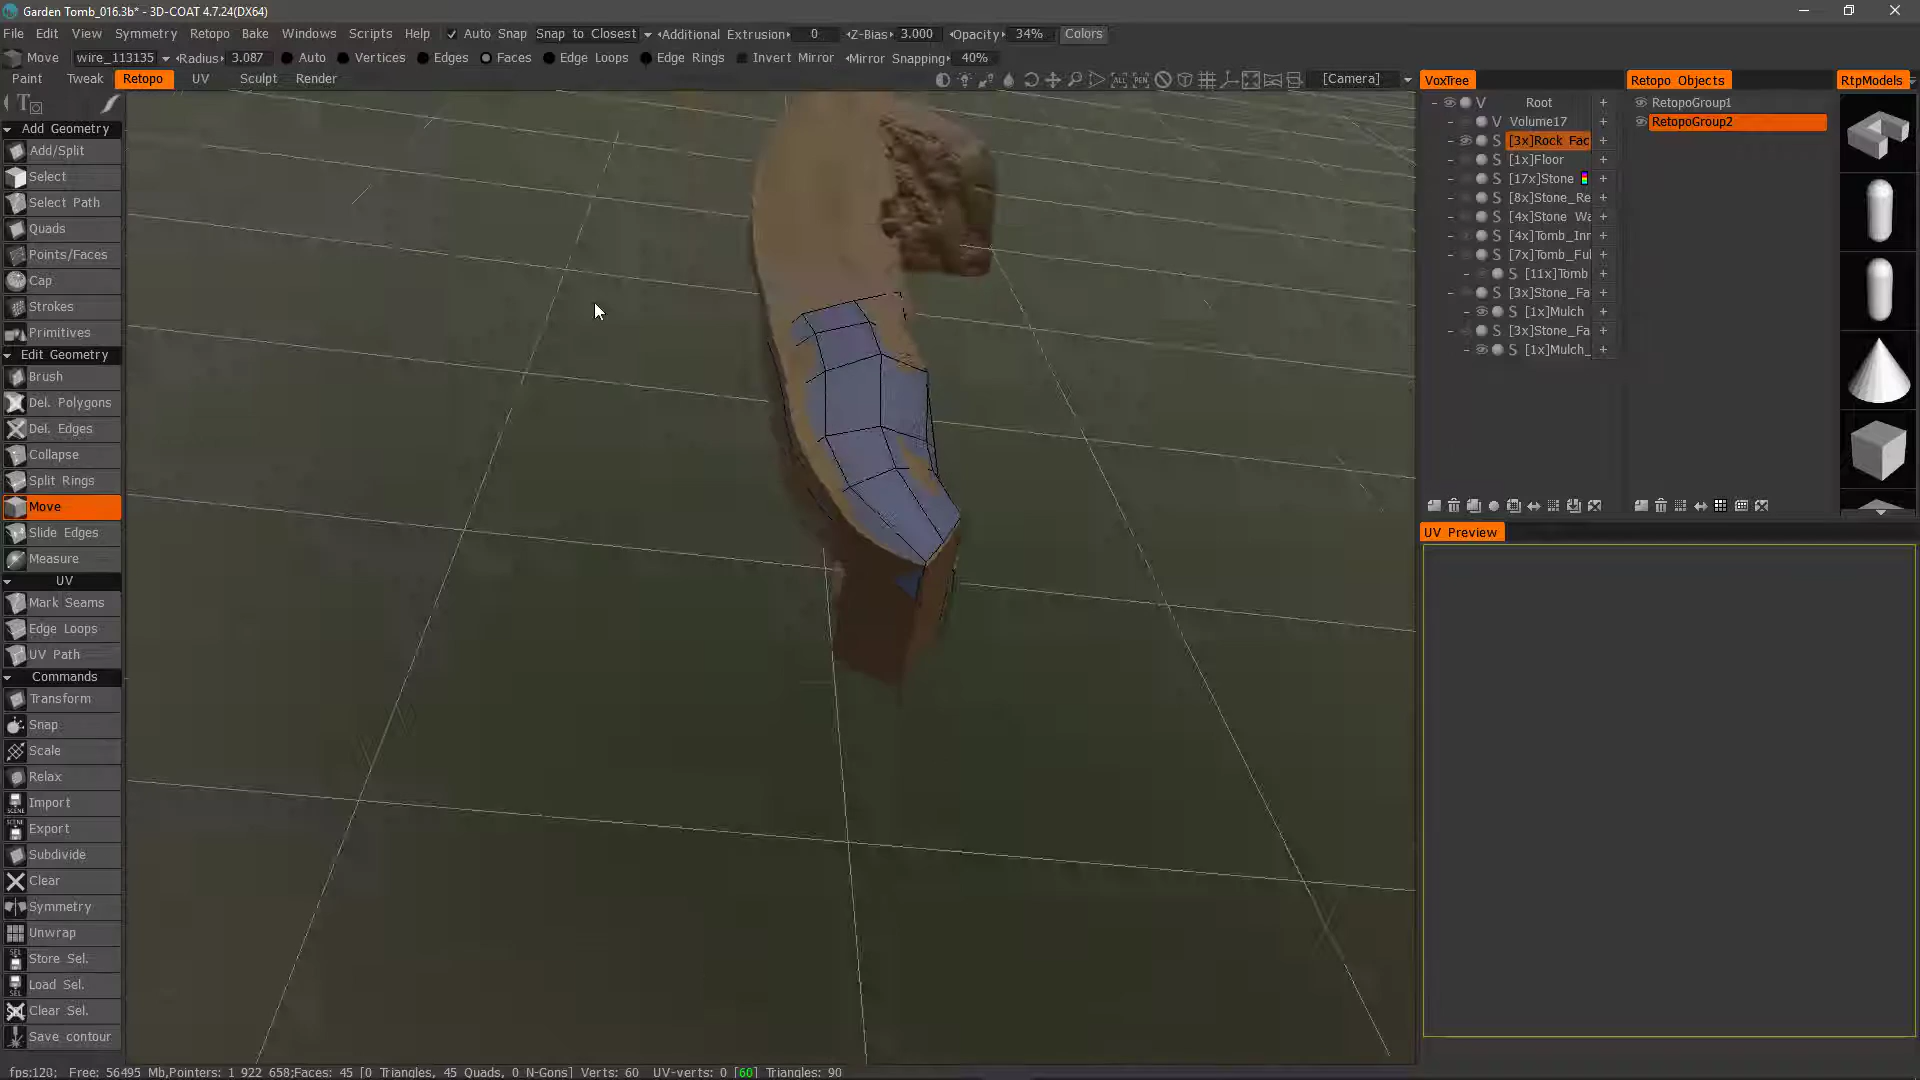 Garden Tomb_016.3b* - 3D-COAT 4.7.24(DX64)
File Edit View Symmetry Retopo Bake Windows Scripts Help Auto Snap Snap to Closest Additional Extrusion 0 Z-Bias 3.000 Opacity 34% Colors
Move wire_113135 Radius 3.087 Auto Vertices Edges Faces Edge Loops Edge Rings Invert Mirror Mirror Snapping 40%
Paint Tweak Retopo UV Sculpt Render [Camera]
Add Geometry
Add/Split
Select
Select Path
Quads
Points/Faces
Cap
Strokes
Primitives
Edit Geometry
Brush
Del. Polygons
Del. Edges
Collapse
Split Rings
Move
Slide Edges
Measure
UV
Mark Seams
Edge Loops
UV Path
Commands
Transform
Snap
Scale
Relax
Import
Export
Subdivide
Clear
Symmetry
Unwrap
Store Sel.
Load Sel.
Clear Sel.
Save contour
VoxTree
V Root +
V Volume17 +
S [3x]Rock Fac +
S [1x]Floor +
S [17x]Stone +
S [8x]Stone_Re +
S [4x]Stone Wa +
S [4x]Tomb_Inr +
S [7x]Tomb_Ful +
S [11x]Tomb +
S [3x]Stone_Fa +
S [1x]Mulch +
S [3x]Stone_Fa +
S [1x]Mulch_ +
Retopo Objects
RetopoGroup1
RetopoGroup2
RtpModels
UV Preview
fps:120; Free: 56495 Mb,Pointers: 1 922 658;Faces: 45 [0 Triangles, 45 Quads, 0 N-Gons] Verts: 60 UV-verts: 0 [60] Triangles: 90